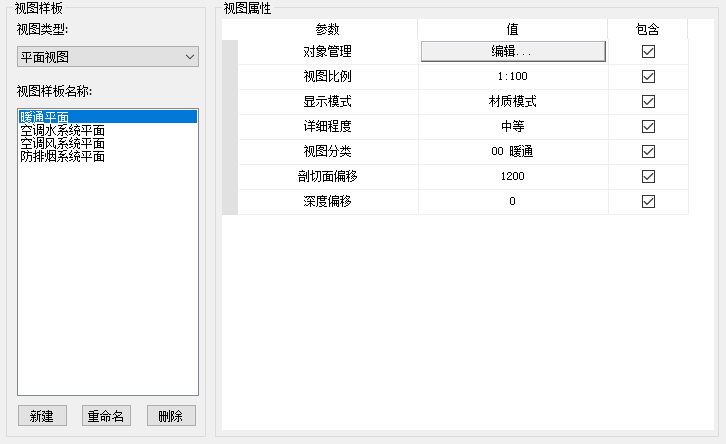 视图样板
视图类型:
平面视图
视图样板名称:
暖通平面
空调水系统平面
空调风系统平面
防排烟系统平面
新建 重命名 删除
视图属性
参数 值 包含
对象管理 编辑...
视图比例 1:100
显示模式 材质模式
详细程度 中等
视图分类 00 暖通
剖切面偏移 1200
深度偏移 0